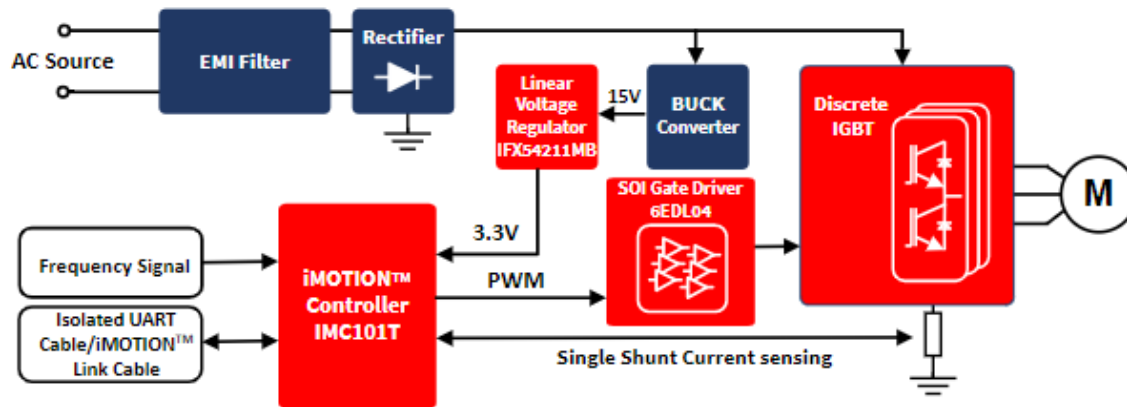 AC Source
EMI Filter
Rectifier
Linear
Voltage
Regulator
IFX54211MB
15V
BUCK
Converter
Discrete
IGBT
M
SOI Gate Driver
6EDL04
3.3V
PWM
Frequency Signal
iMOTION™
Controller
IMC101T
Isolated UART
Cable/iMOTION™
Link Cable
Single Shunt Current sensing